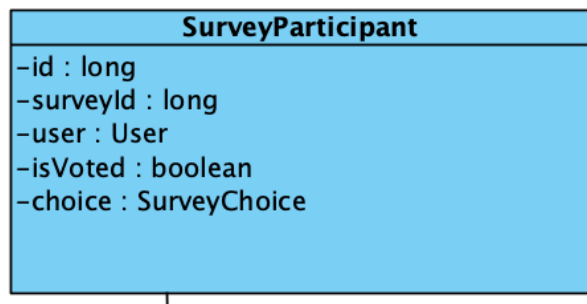 SurveyParticipant
-id : long
-surveyId : long
-user : User
-isVoted : boolean
-choice : SurveyChoice